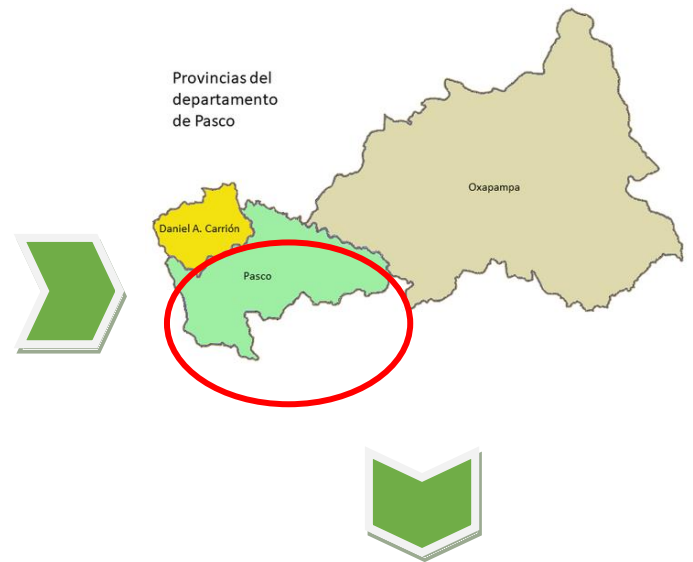 Provincias del
departamento
de Pasco
Oxapampa
Daniel A. Carrión
Pasco